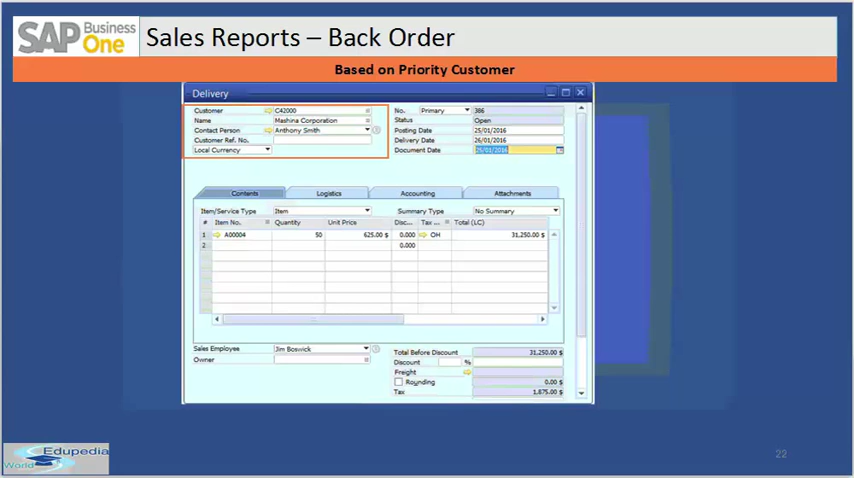 SAP Business One
Sales Reports – Back Order
Based on Priority Customer
Delivery
Customer C42000 No. Primary 386
Name Mashina Corporation Status Open
Contact Person Anthony Smith Posting Date 25/01/2016
Customer Ref. No. Delivery Date 26/01/2016
Local Currency Document Date 25/01/2016
Contents Logistics Accounting Attachments
Item/Service Type Item Summary Type No Summary
# Item No. Quantity Unit Price Disc... Tax ... Total (LC)
1 A00004 50 625.00 $ 0.000 OH 31,250.00 $
2 0.000
Sales Employee Jim Boswick Total Before Discount 31,250.00 $
Owner Discount %
Freight
Rounding 0.00 $
Tax 1,875.00 $
Edupedia
World
22